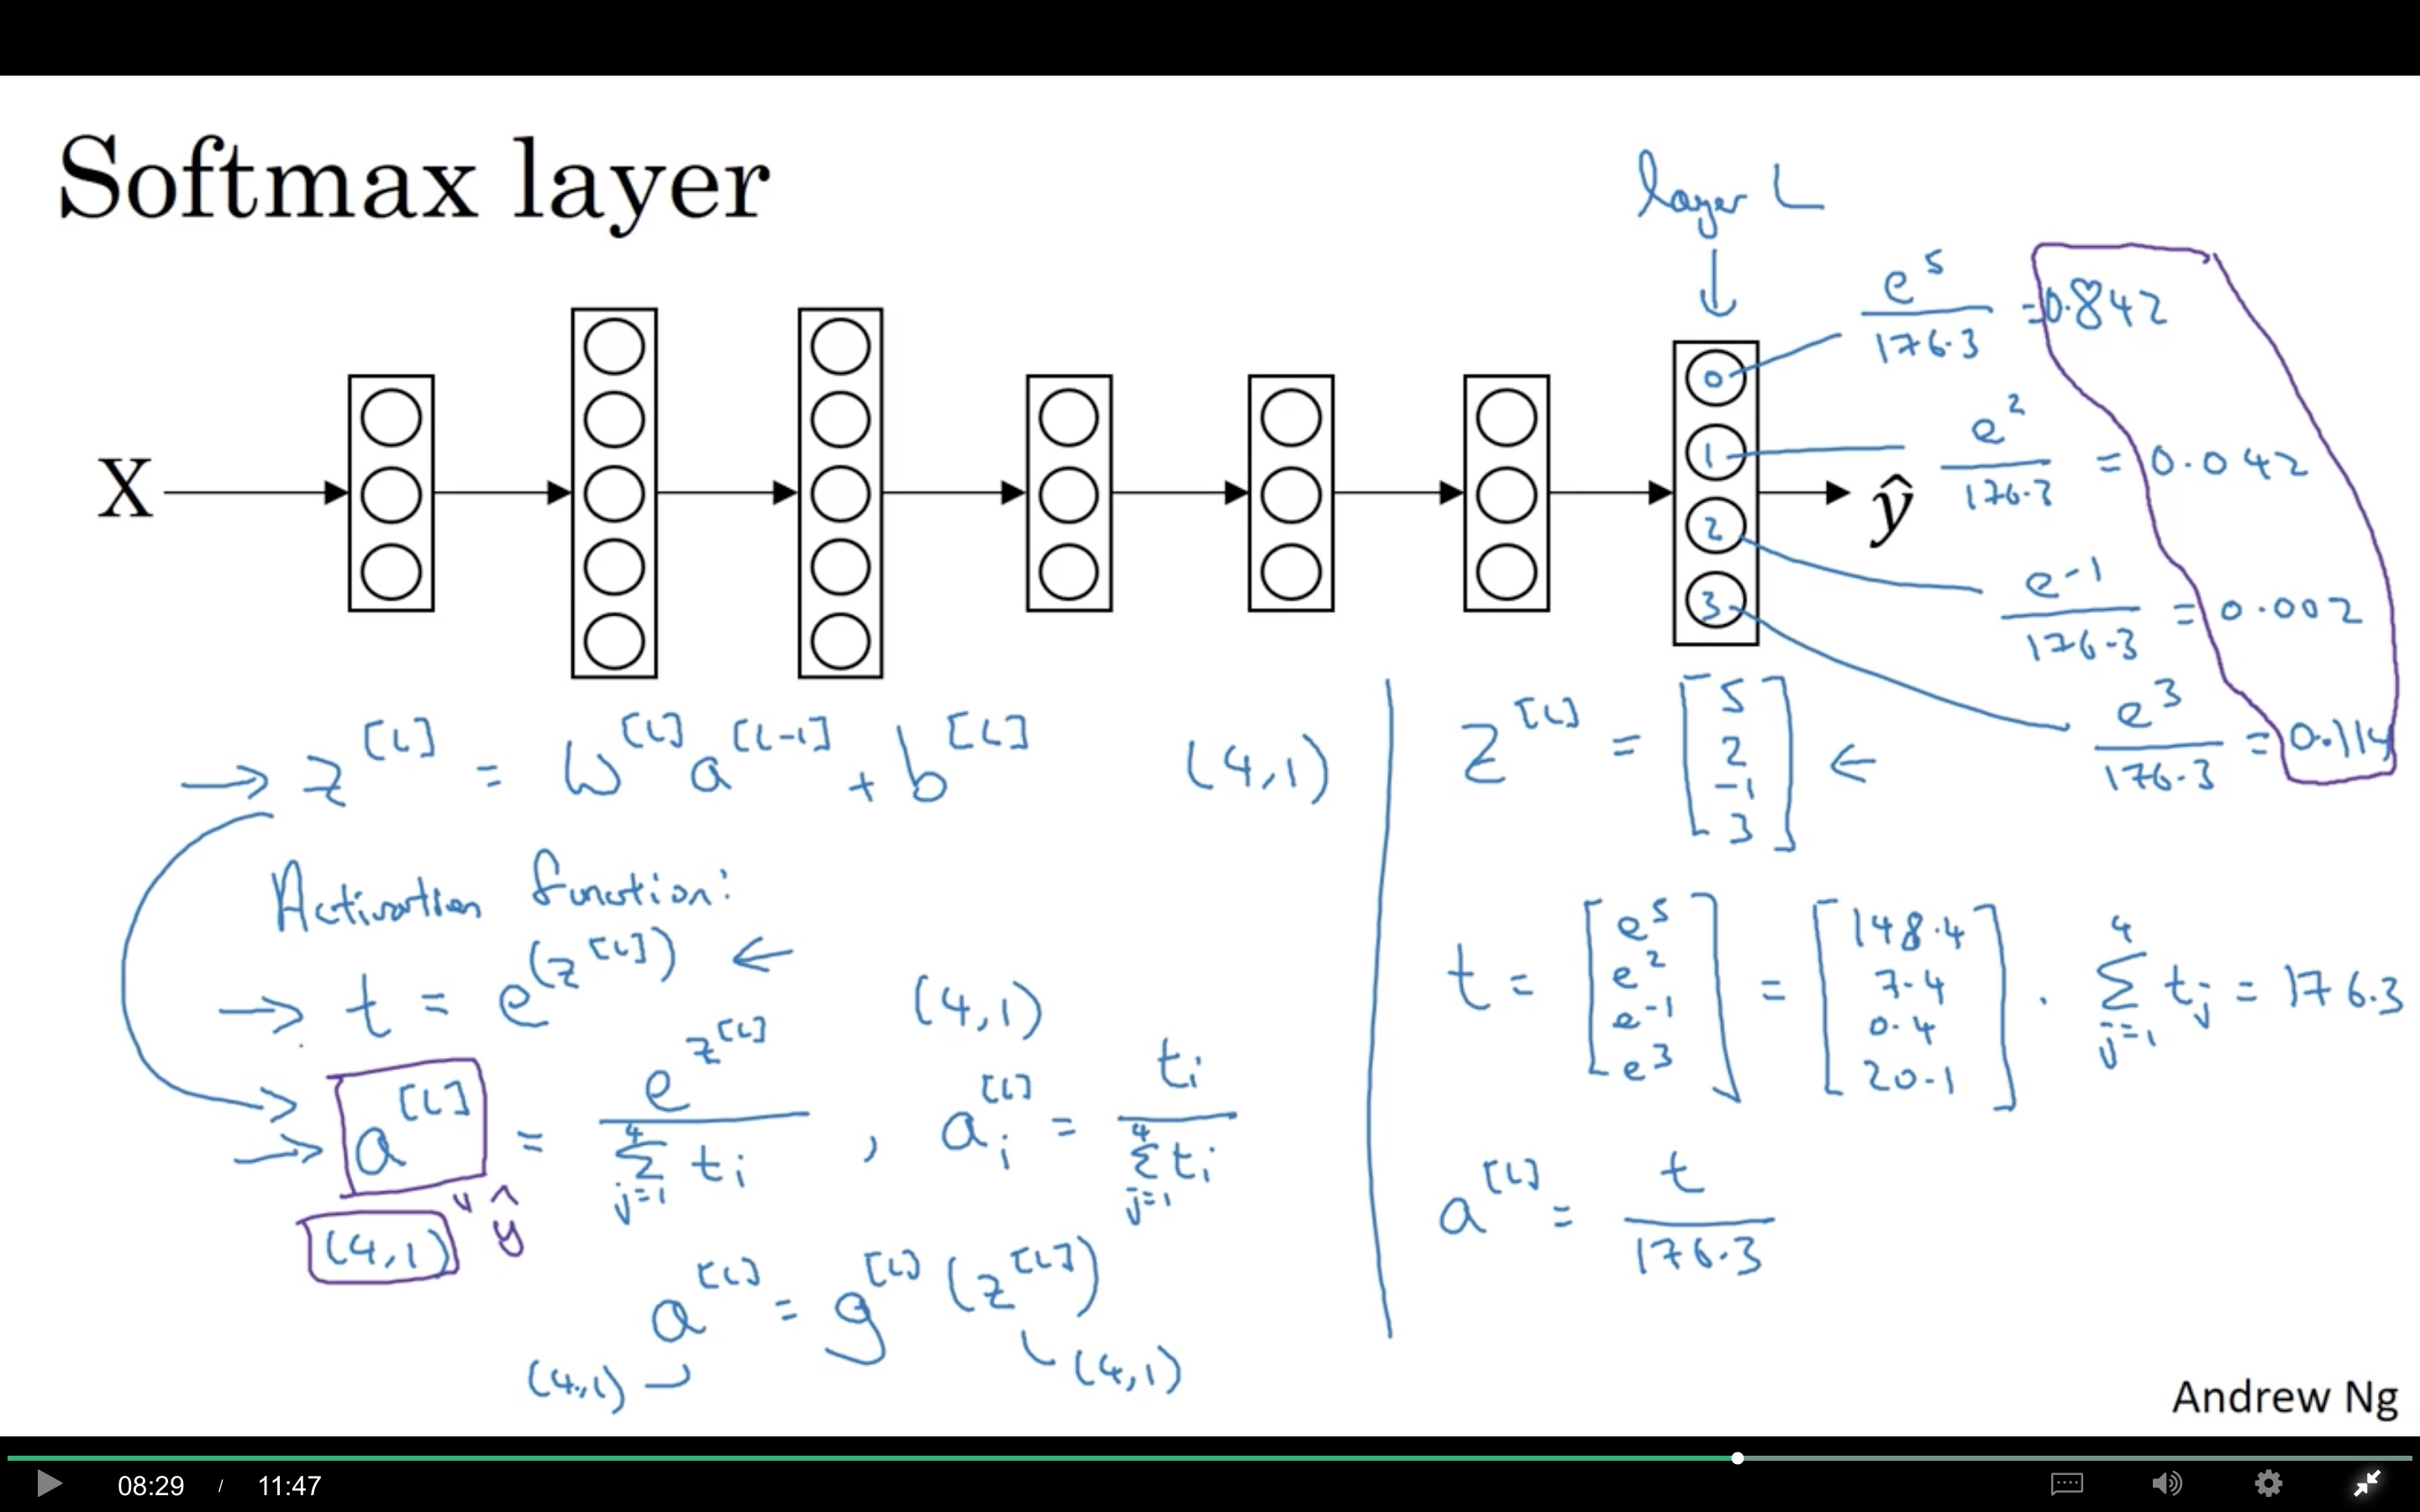 Softmax layer
layer L
X
0
1
2
3
ŷ
e^5 / 176.3 = 0.842
e^2 / 176.3 = 0.042
e^-1 / 176.3 = 0.002
e^3 / 176.3 = 0.114
→ z^[L] = W^[L] a^[L-1] + b^[L] (4,1)
Activation function:
→ t = e^(z^[L]) ← (4,1)
→ a^[L] = e^z^[L] / Σ_{j=1}^4 t_i , a_i^[L] = t_i / Σ_{j=1}^4 t_i
(4,1) " ŷ
a^[L] = g^[L] (z^[L])
(4,1) (4,1)
z^[L] = [5 2 -1 3] ←
t = [e^5 e^2 e^-1 e^3] = [148.4 7.4 0.4 20.1] . Σ_{j=1}^4 t_j = 176.3
a^[L] = t / 176.3
Andrew Ng
08:29 / 11:47